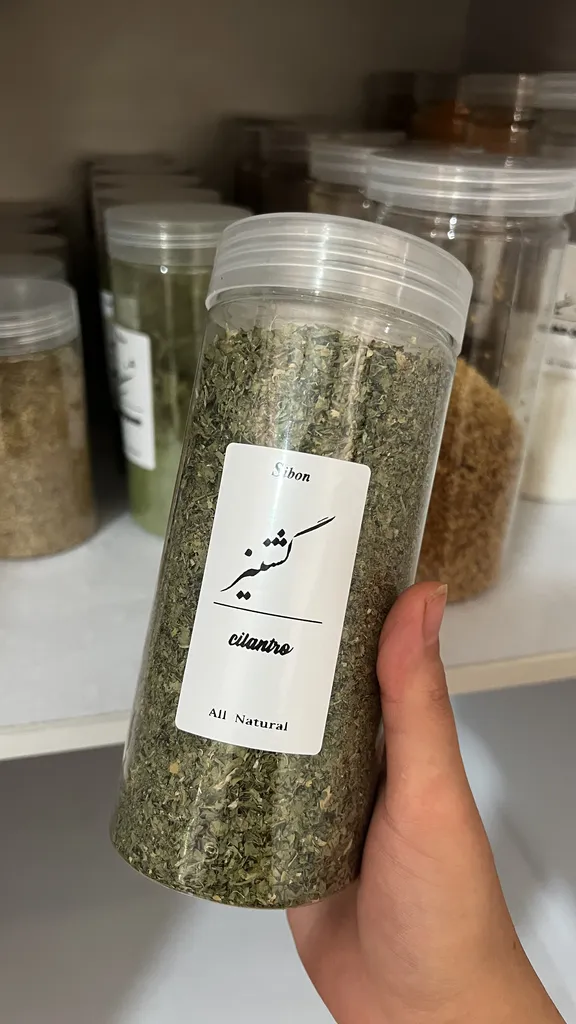 Sibon
گشنیز
cilantro
All Natural